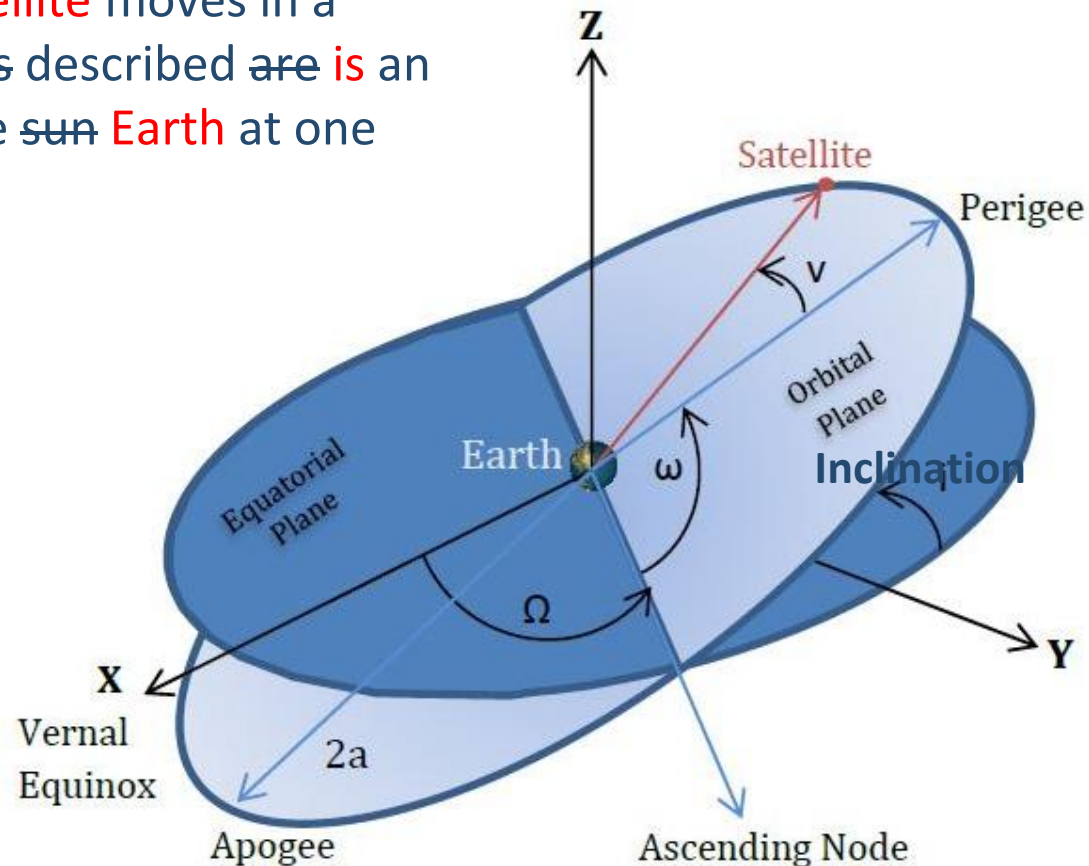 ellite moves in a
s described are is an
e sun Earth at one
Z
Satellite
Perigee
ν
Orbital
Plane
Earth
ω
Inclination
i
Equatorial
Plane
Ω
X
Y
Vernal
Equinox
2a
Apogee
Ascending Node